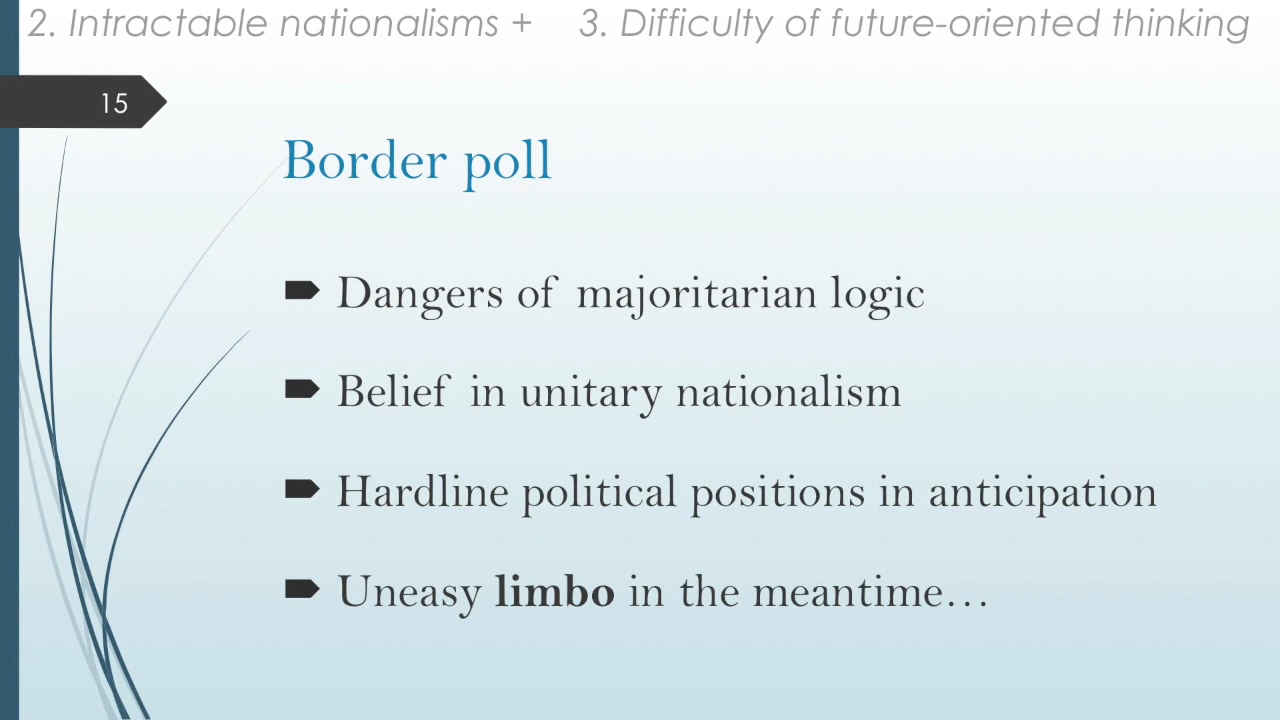 2. Intractable nationalisms + 3. Difficulty of future-oriented thinking
15
Border poll
Dangers of majoritarian logic
Belief in unitary nationalism
Hardline political positions in anticipation
Uneasy limbo in the meantime…